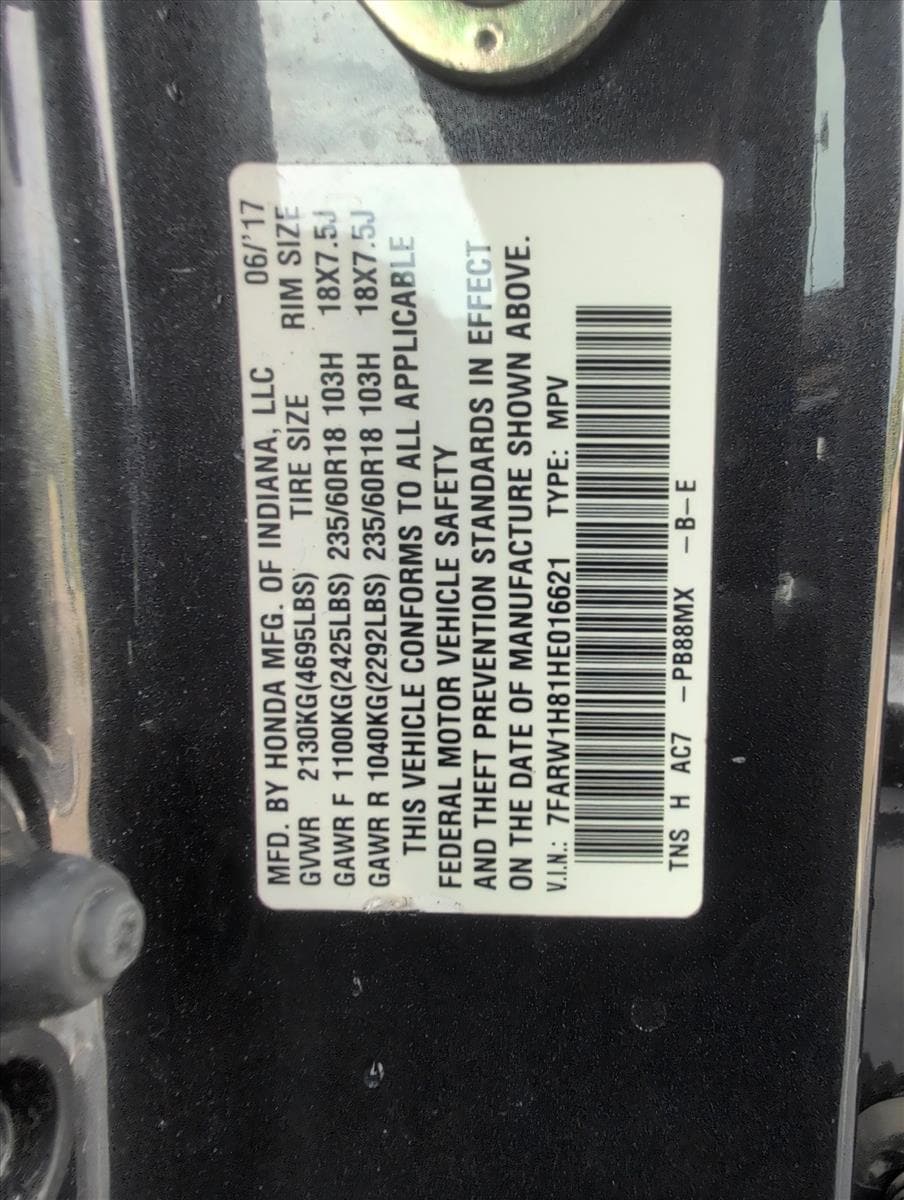 MFD. BY HONDA MFG. OF INDIANA, LLC 06/'17
GVWR 2130KG(4695LBS) TIRE SIZE RIM SIZE
GAWR F 1100KG(2425LBS) 235/60R18 103H 18X7.5J
GAWR R 1040KG(2292LBS) 235/60R18 103H 18X7.5J
THIS VEHICLE CONFORMS TO ALL APPLICABLE
FEDERAL MOTOR VEHICLE SAFETY
AND THEFT PREVENTION STANDARDS IN EFFECT
ON THE DATE OF MANUFACTURE SHOWN ABOVE.
V.I.N.: 7FARW1H81HE016621 TYPE: MPV
TNS H AC7 -PB88MX -B-E